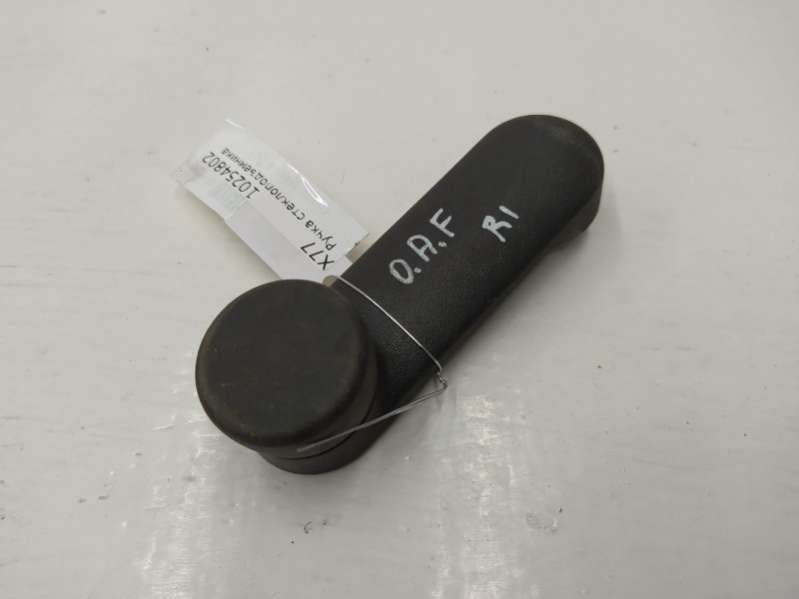 X77
Ручка стеклоподъемника
10254802
D.A.F
R1